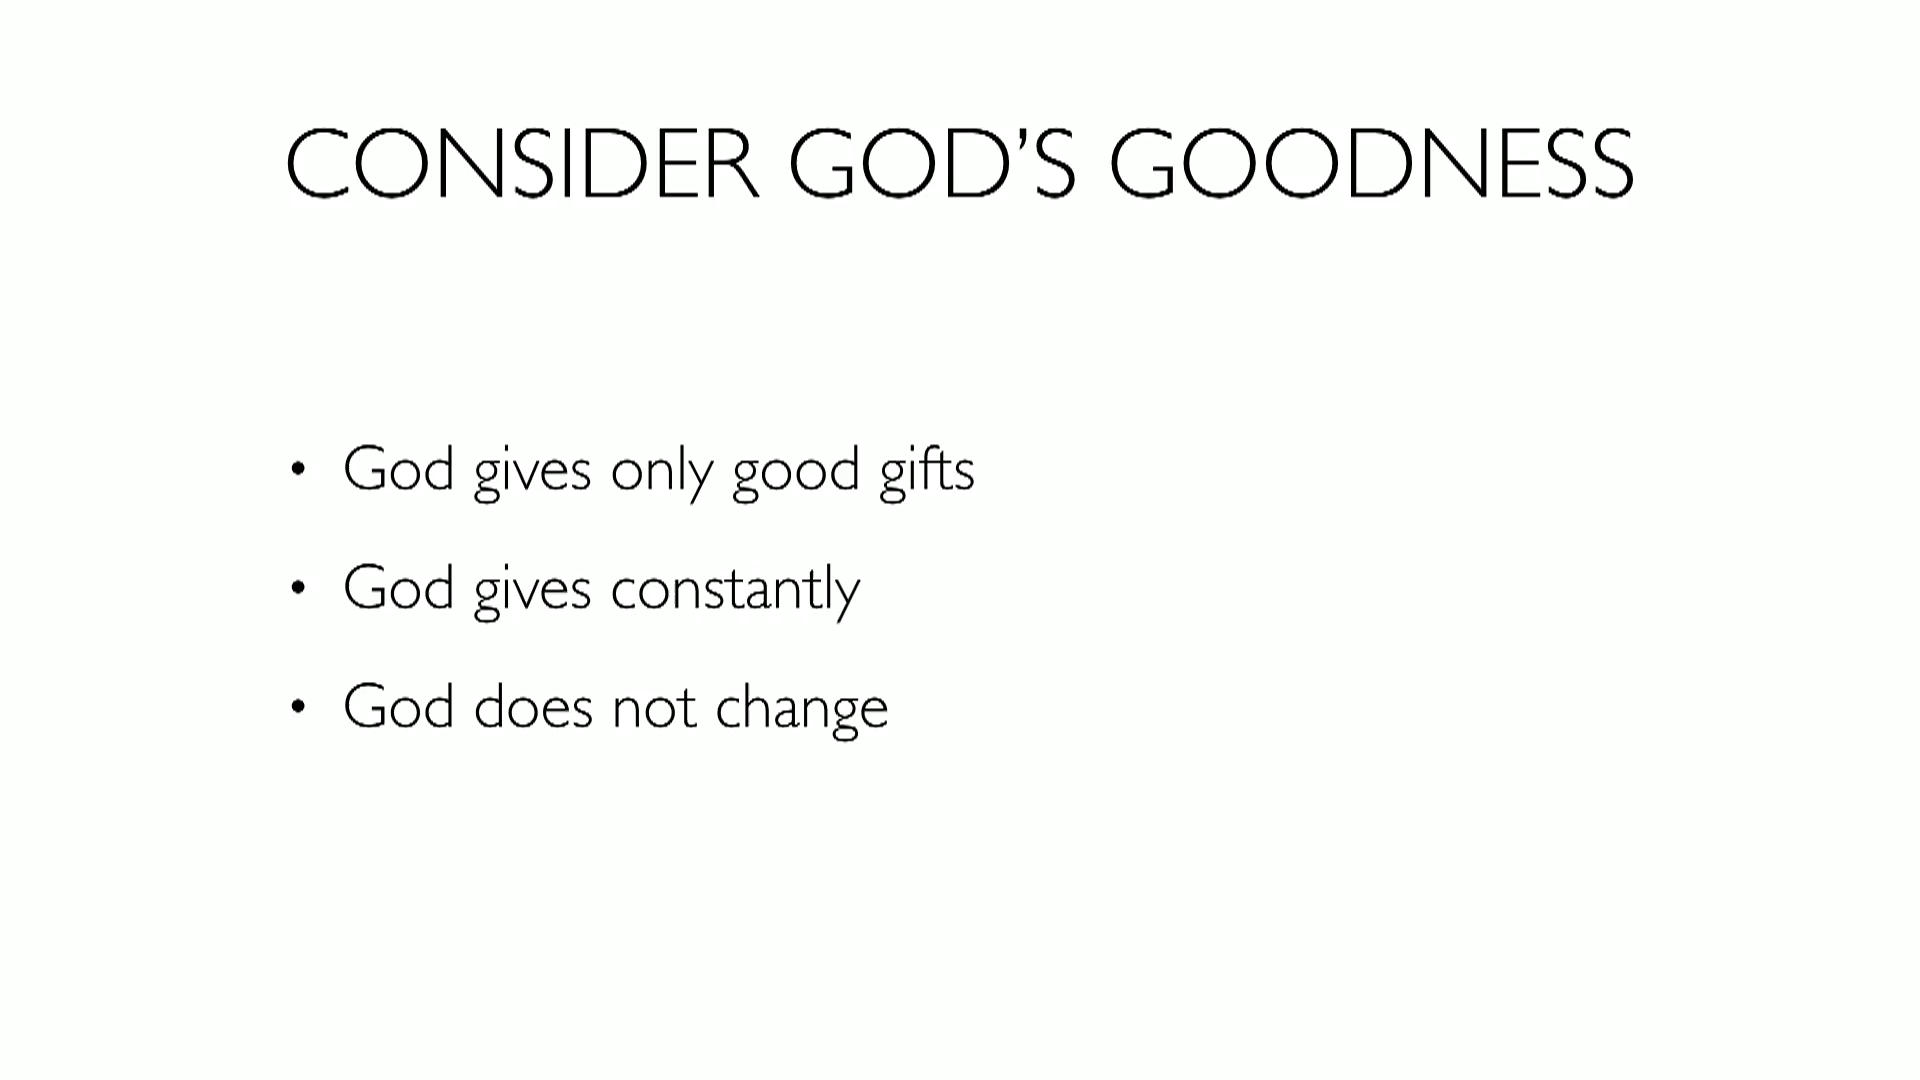 CONSIDER GOD’S GOODNESS
• God gives only good gifts
• God gives constantly
• God does not change